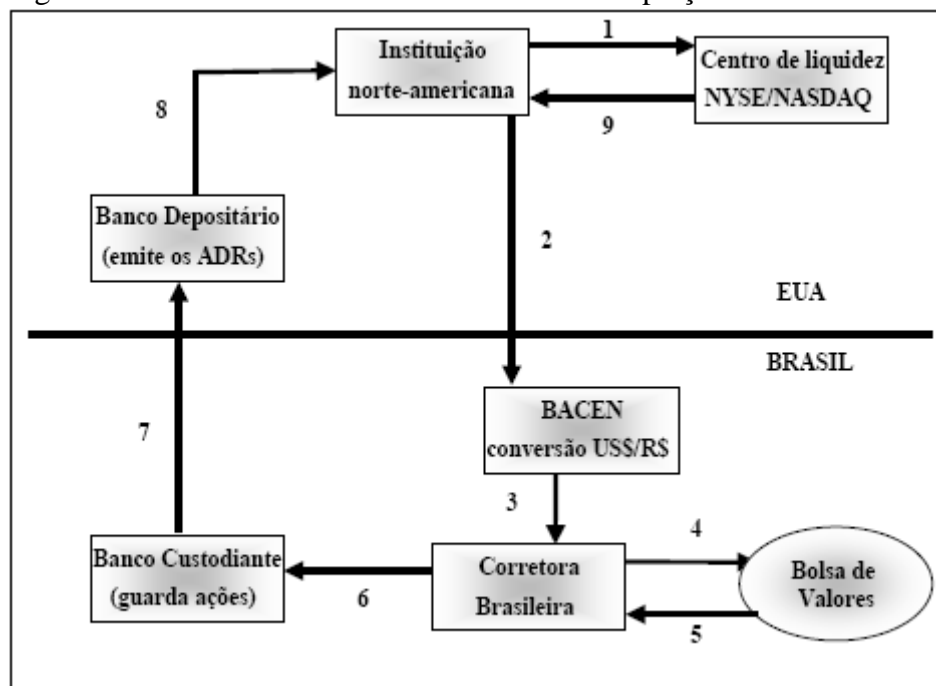 1
Instituição
norte-americana
Centro de liquidez
NYSE/NASDAQ
8
9
Banco Depositário
(emite os ADRs)
2
EUA
BRASIL
BACEN
conversão US$/R$
7
3
4
Banco Custodiante
(guarda ações)
Corretora
Brasileira
Bolsa de
Valores
6
5